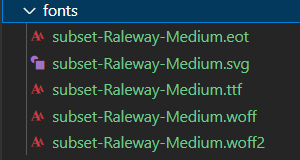 fonts
subset-Raleway-Medium.eot
subset-Raleway-Medium.svg
subset-Raleway-Medium.ttf
subset-Raleway-Medium.woff
subset-Raleway-Medium.woff2